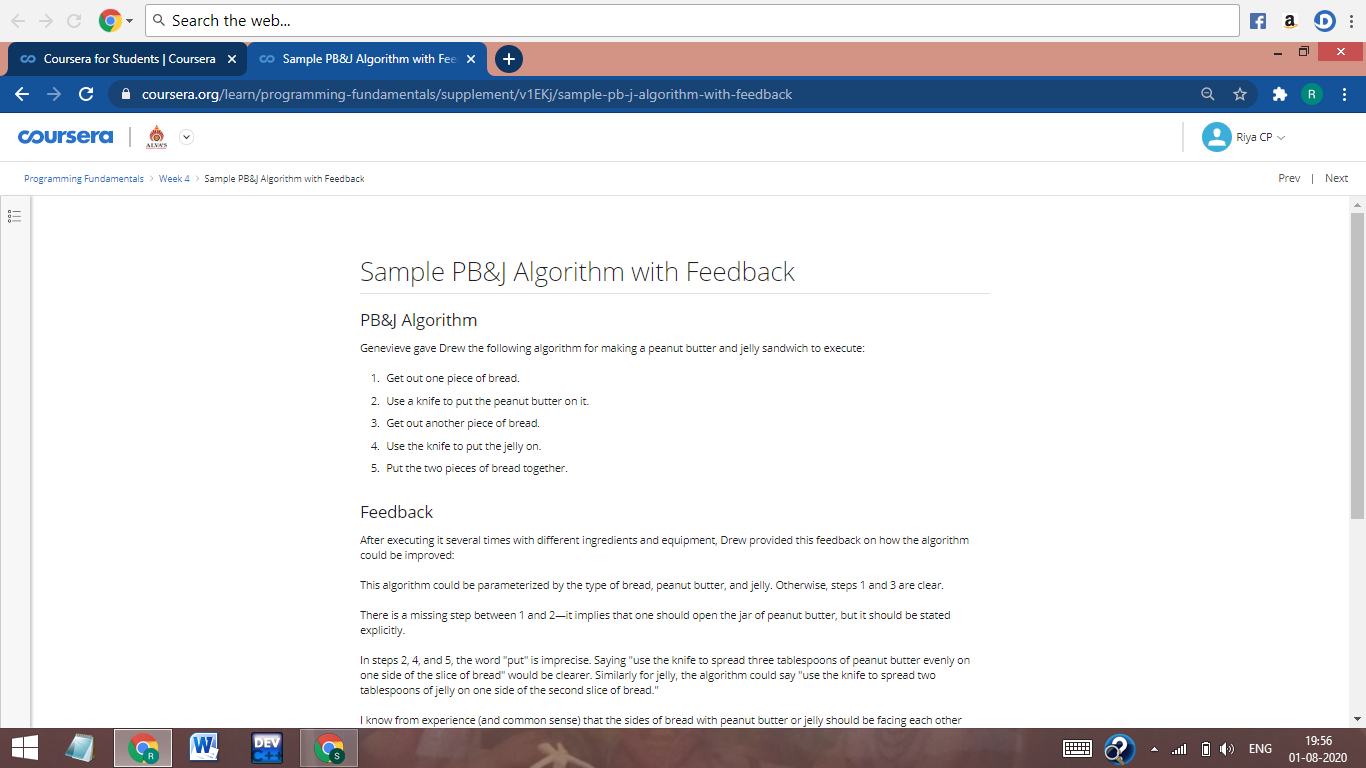 Search the web...
Coursera for Students | Coursera
Sample PB&J Algorithm with Fee
coursera.org/learn/programming-fundamentals/supplement/v1EKj/sample-pb-j-algorithm-with-feedback
R
coursera
ALVA'S
Riya CP
Programming Fundamentals > Week 4 > Sample PB&J Algorithm with Feedback
Prev | Next
Sample PB&J Algorithm with Feedback
PB&J Algorithm
Genevieve gave Drew the following algorithm for making a peanut butter and jelly sandwich to execute:
1. Get out one piece of bread.
2. Use a knife to put the peanut butter on it.
3. Get out another piece of bread.
4. Use the knife to put the jelly on.
5. Put the two pieces of bread together.
Feedback
After executing it several times with different ingredients and equipment, Drew provided this feedback on how the algorithm
could be improved:
This algorithm could be parameterized by the type of bread, peanut butter, and jelly. Otherwise, steps 1 and 3 are clear.
There is a missing step between 1 and 2—it implies that one should open the jar of peanut butter, but it should be stated
explicitly.
In steps 2, 4, and 5, the word "put" is imprecise. Saying "use the knife to spread three tablespoons of peanut butter evenly on
one side of the slice of bread" would be clearer. Similarly for jelly, the algorithm could say "use the knife to spread two
tablespoons of jelly on one side of the second slice of bread."
I know from experience (and common sense) that the sides of bread with peanut butter or jelly should be facing each other
R
W
DEV
C++
S
ENG
19:56
01-08-2020